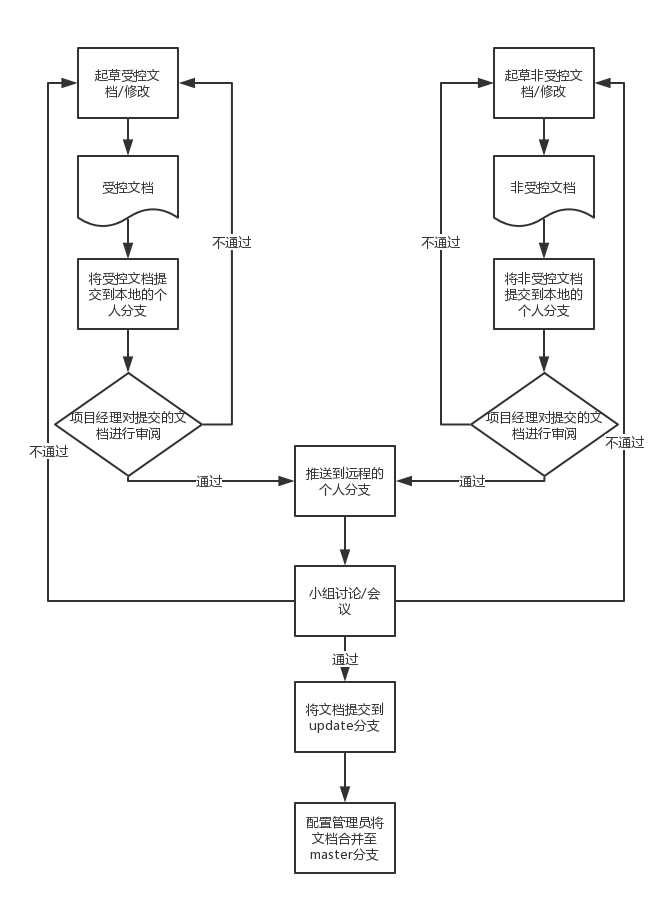 起草受控文
档/修改
起草非受控文
档/修改
受控文档
非受控文档
不通过
不通过
将受控文档提
交到本地的个
人分支
将非受控文档
提交到本地的
个人分支
项目经理对提交的文
档进行审阅
项目经理对提交的文
档进行审阅
不通过
不通过
通过
推送到远程的
个人分支
通过
小组讨论/会
议
通过
将文档提交到
update分支
配置管理员将
文档合并至
master分支